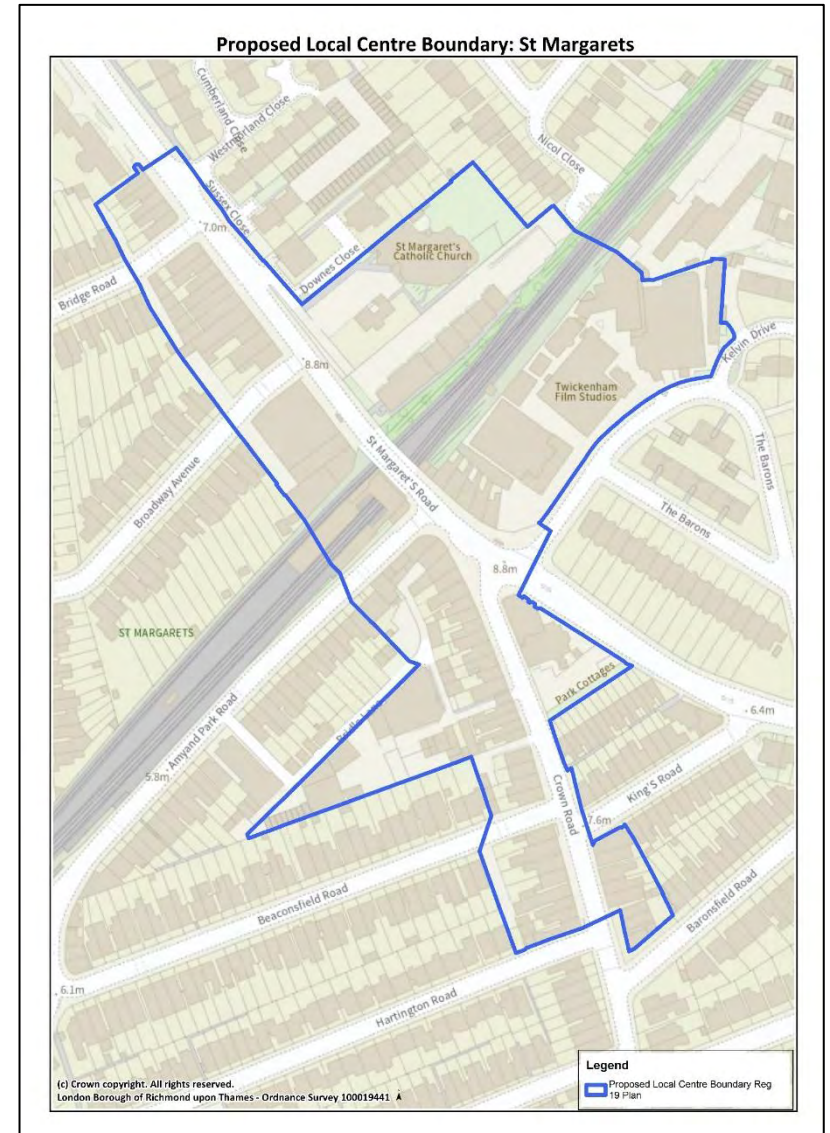 Proposed Local Centre Boundary: St Margarets
Cumberland Close
Westmorland Close
Nicol Close
Sussex Close
7.0m
St Margaret's
Catholic Church
Downes Close
Bridge Road
Kelvin Drive
8.8m
Twickenham
Film Studios
The Barons
St Margaret'S Road
Broadway Avenue
The Barons
8.8m
ST MARGARETS
Park Cottages
6.4m
Bridle Lane
Amyand Park Road
5.8m
Crown Road
King'S Road
7.6m
Beaconsfield Road
Baronsfield Road
6.1m
Hartington Road
Legend
Proposed Local Centre Boundary Reg
19 Plan
(c) Crown copyright. All rights reserved.
London Borough of Richmond upon Thames - Ordnance Survey 100019441